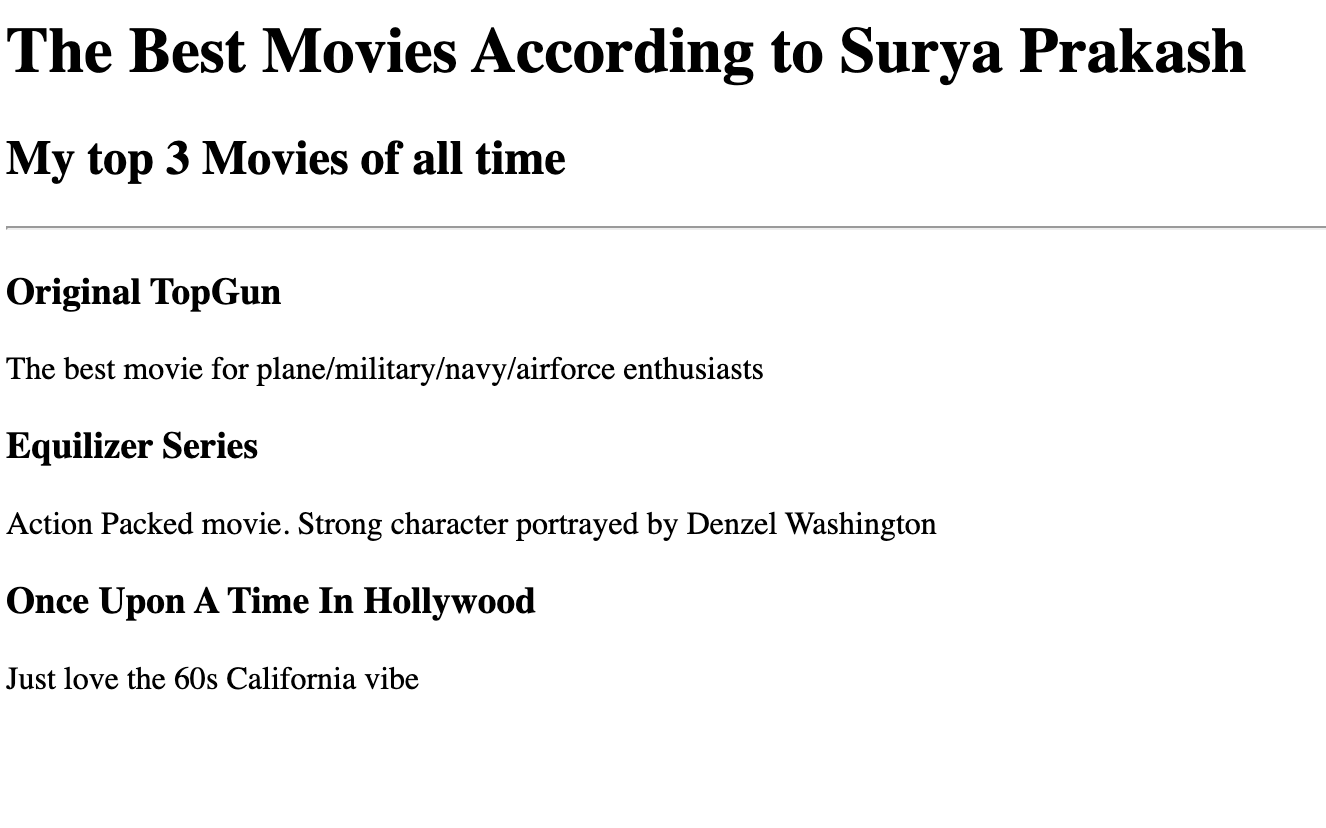 The Best Movies According to Surya Prakash
My top 3 Movies of all time
Original TopGun
The best movie for plane/military/navy/airforce enthusiasts
Equilizer Series
Action Packed movie. Strong character portrayed by Denzel Washington
Once Upon A Time In Hollywood
Just love the 60s California vibe